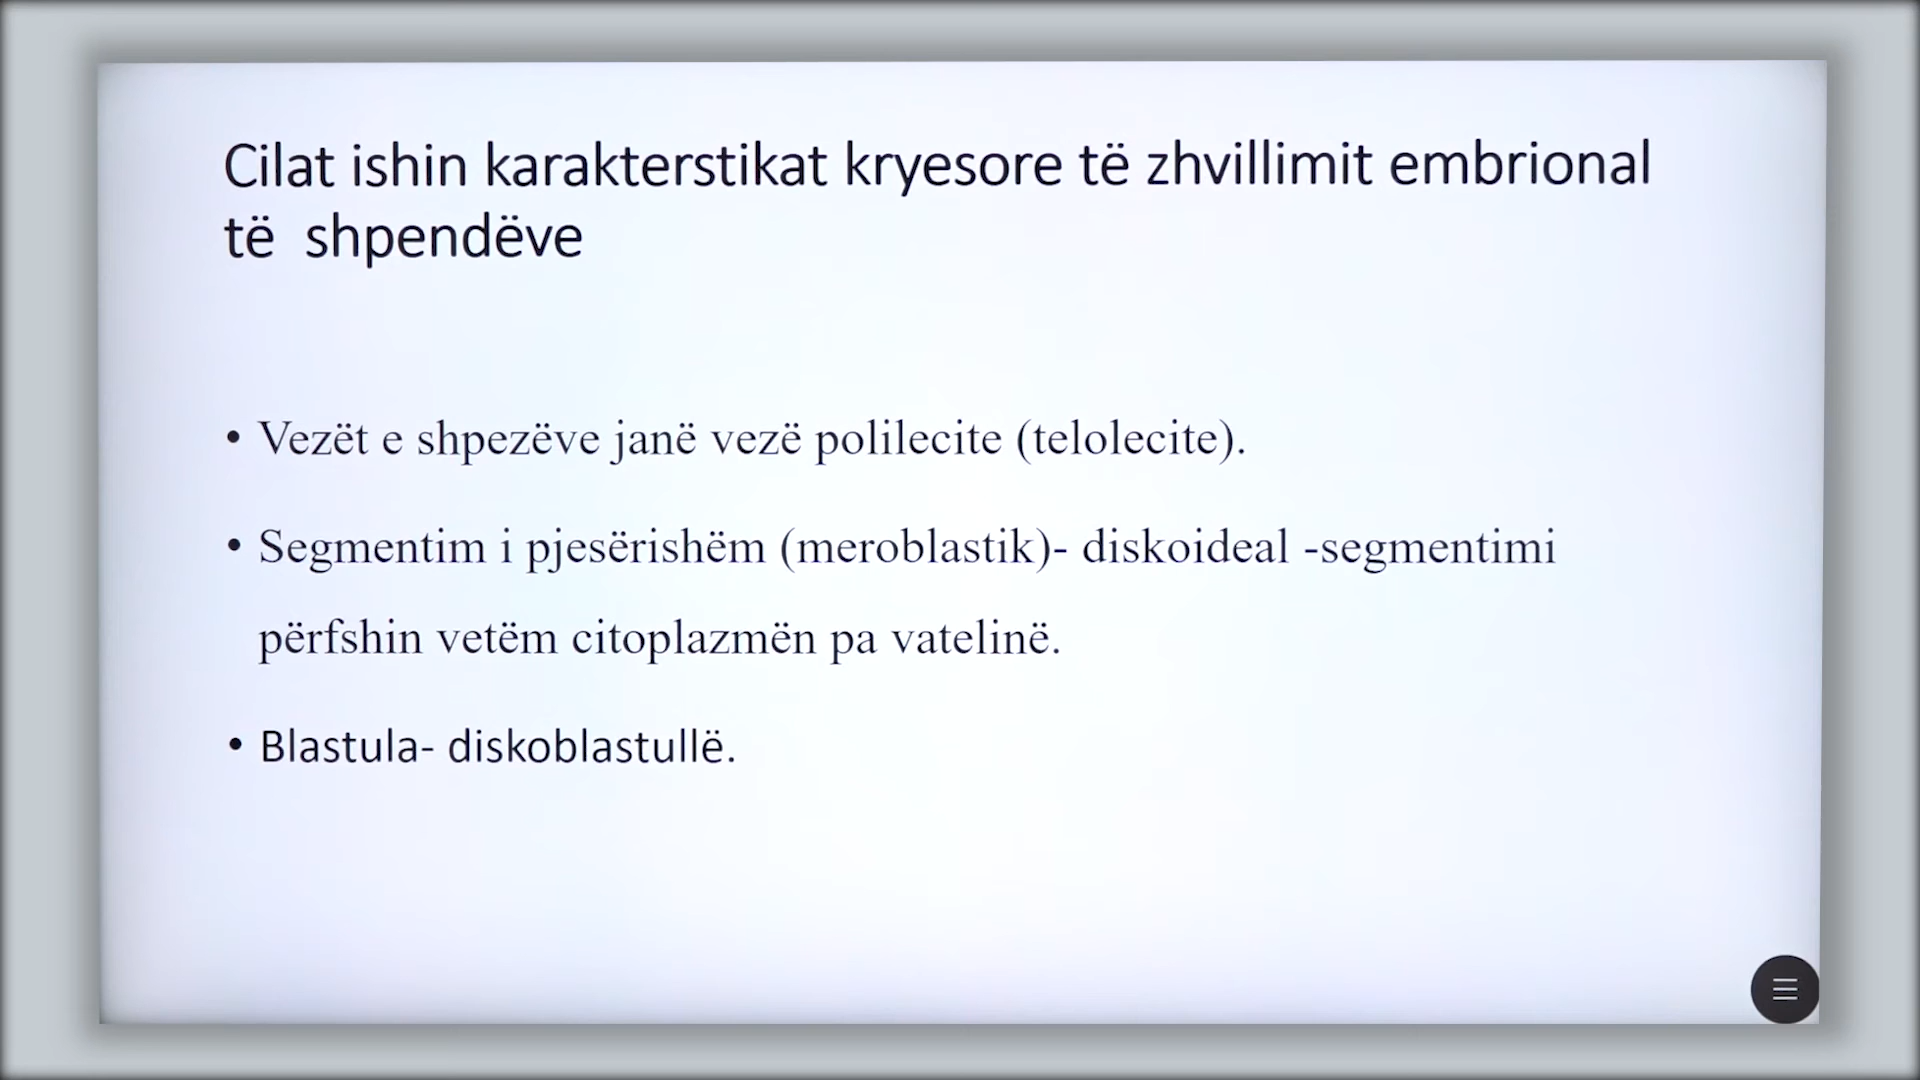 Cilat ishin karakterstikat kryesore të zhvillimit embrional
të shpendëve
• Vezët e shpezëve janë vezë polilecite (telolecite).
• Segmentim i pjesërishëm (meroblastik)- diskoideal -segmentimi
përfshin vetëm citoplazmën pa vatelinë.
• Blastula- diskoblastullë.